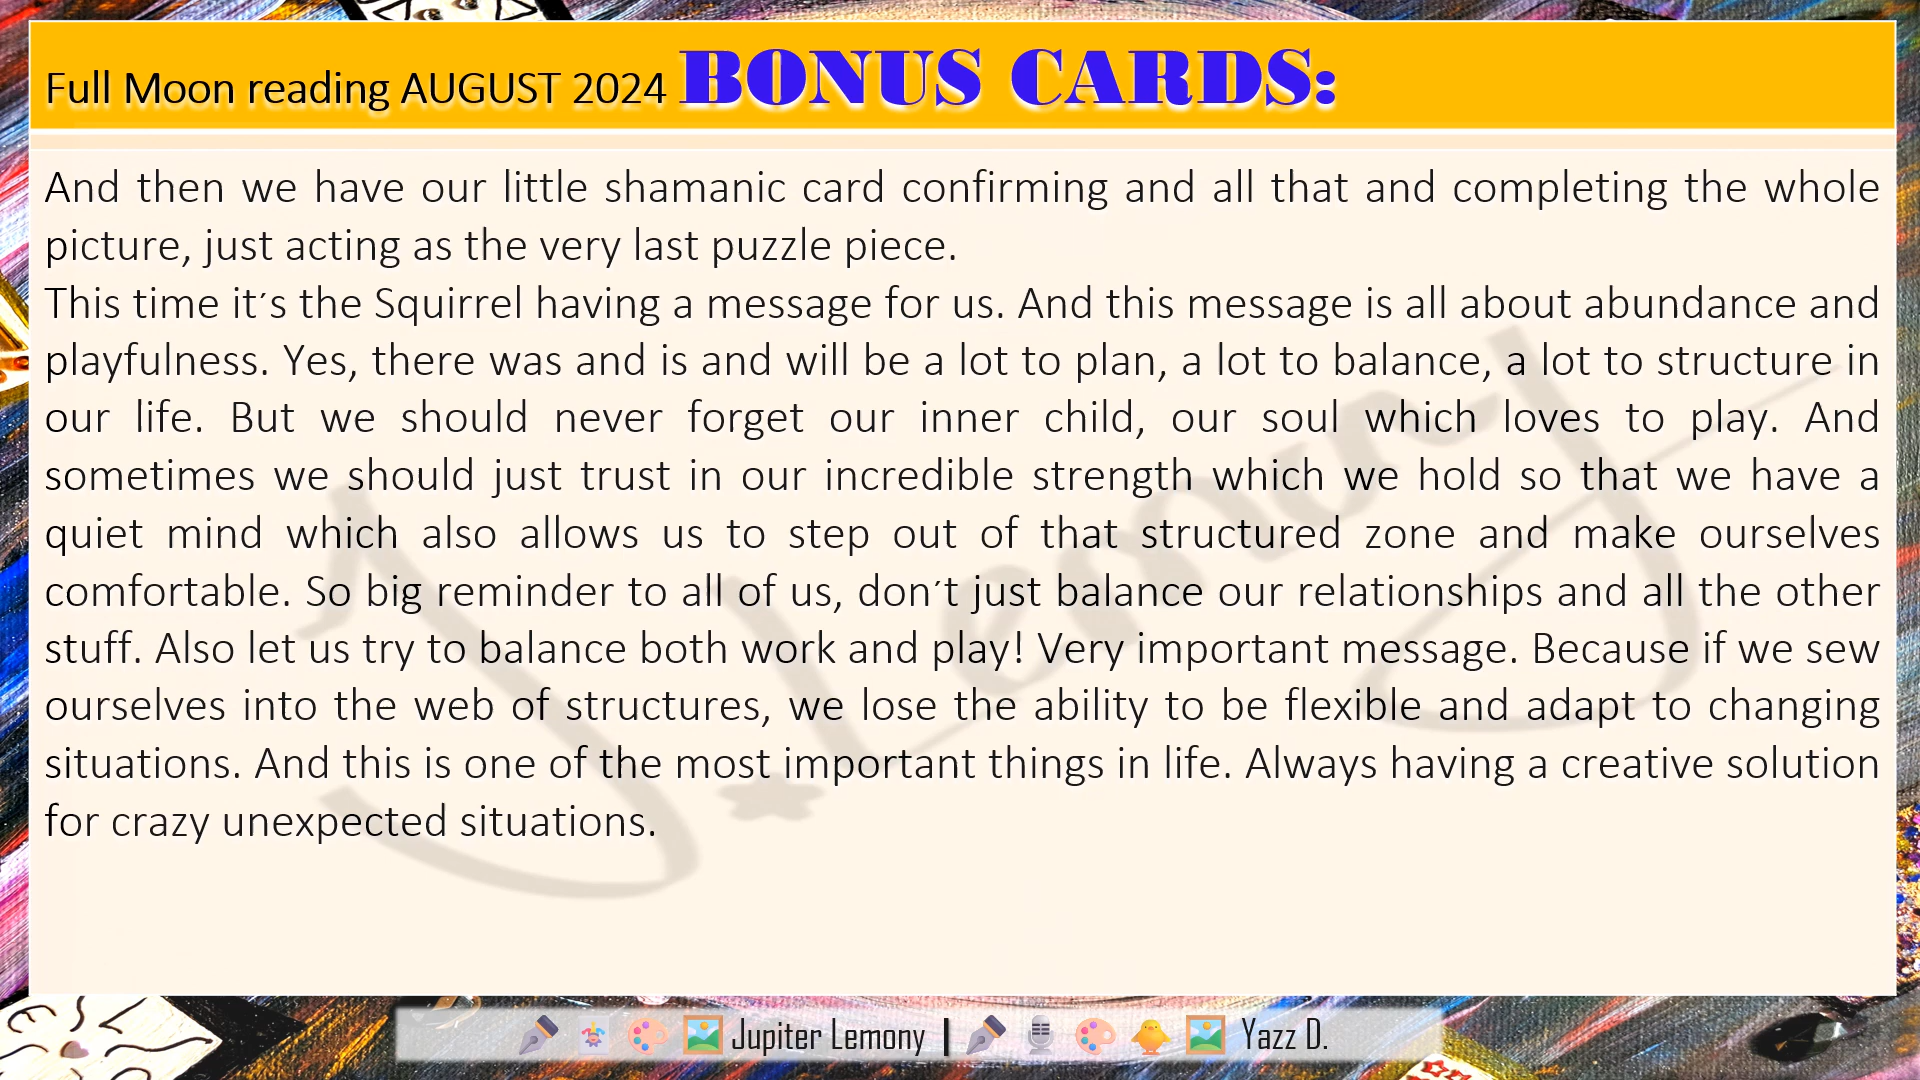 Full Moon reading AUGUST 2024 BONUS CARDS:
And then we have our little shamanic card confirming and all that and completing the whole
picture, just acting as the very last puzzle piece.
This time it´s the Squirrel having a message for us. And this message is all about abundance and
playfulness. Yes, there was and is and will be a lot to plan, a lot to balance, a lot to structure in
our life. But we should never forget our inner child, our soul which loves to play. And
sometimes we should just trust in our incredible strength which we hold so that we have a
quiet mind which also allows us to step out of that structured zone and make ourselves
comfortable. So big reminder to all of us, don´t just balance our relationships and all the other
stuff. Also let us try to balance both work and play! Very important message. Because if we sew
ourselves into the web of structures, we lose the ability to be flexible and adapt to changing
situations. And this is one of the most important things in life. Always having a creative solution
for crazy unexpected situations.
J.Lemony
Jupiter Lemony | Yazz D.